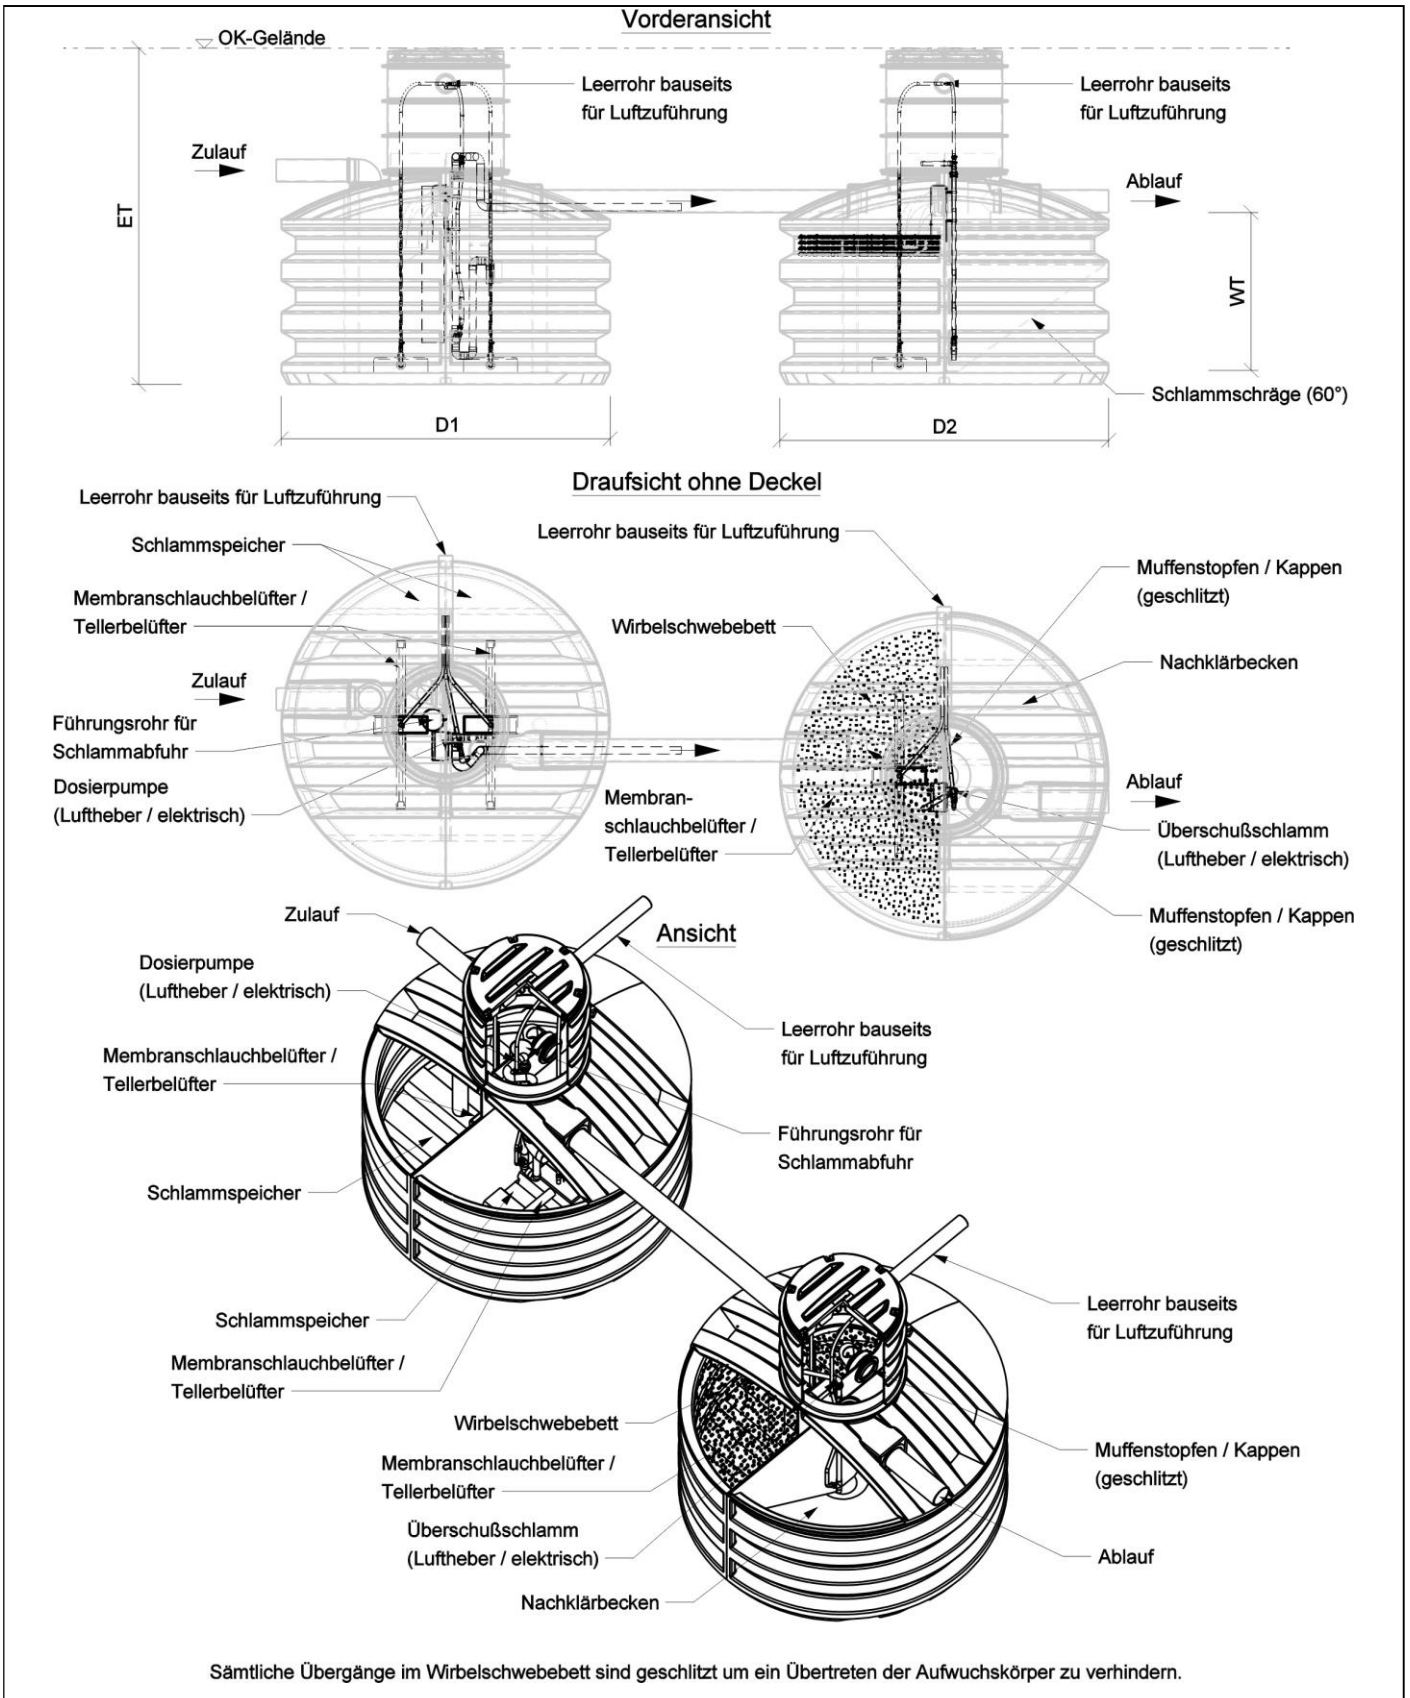 Vorderansicht
OK-Gelände
Leerrohr bauseits
für Luftzuführung
Leerrohr bauseits
für Luftzuführung
Zulauf
Ablauf
ET
WT
Schlammschräge (60°)
D1
D2
Draufsicht ohne Deckel
Leerrohr bauseits für Luftzuführung
Schlammspeicher
Membranschlauchbelüfter /
Tellerbelüfter
Zulauf
Führungsrohr für
Schlammabfuhr
Dosierpumpe
(Luftheber / elektrisch)
Leerrohr bauseits für Luftzuführung
Muffenstopfen / Kappen
(geschlitzt)
Wirbelschwebebett
Nachklärbecken
Membran-
schlauchbelüfter /
Tellerbelüfter
Ablauf
Überschußschlamm
(Luftheber / elektrisch)
Muffenstopfen / Kappen
(geschlitzt)
Ansicht
Zulauf
Dosierpumpe
(Luftheber / elektrisch)
Membranschlauchbelüfter /
Tellerbelüfter
Schlammspeicher
Leerrohr bauseits
für Luftzuführung
Führungsrohr für
Schlammabfuhr
Schlammspeicher
Membranschlauchbelüfter /
Tellerbelüfter
Leerrohr bauseits
für Luftzuführung
Wirbelschwebebett
Membranschlauchbelüfter /
Tellerbelüfter
Überschußschlamm
(Luftheber / elektrisch)
Nachklärbecken
Muffenstopfen / Kappen
(geschlitzt)
Ablauf
Sämtliche Übergänge im Wirbelschwebebett sind geschlitzt um ein Übertreten der Aufwuchskörper zu verhindern.